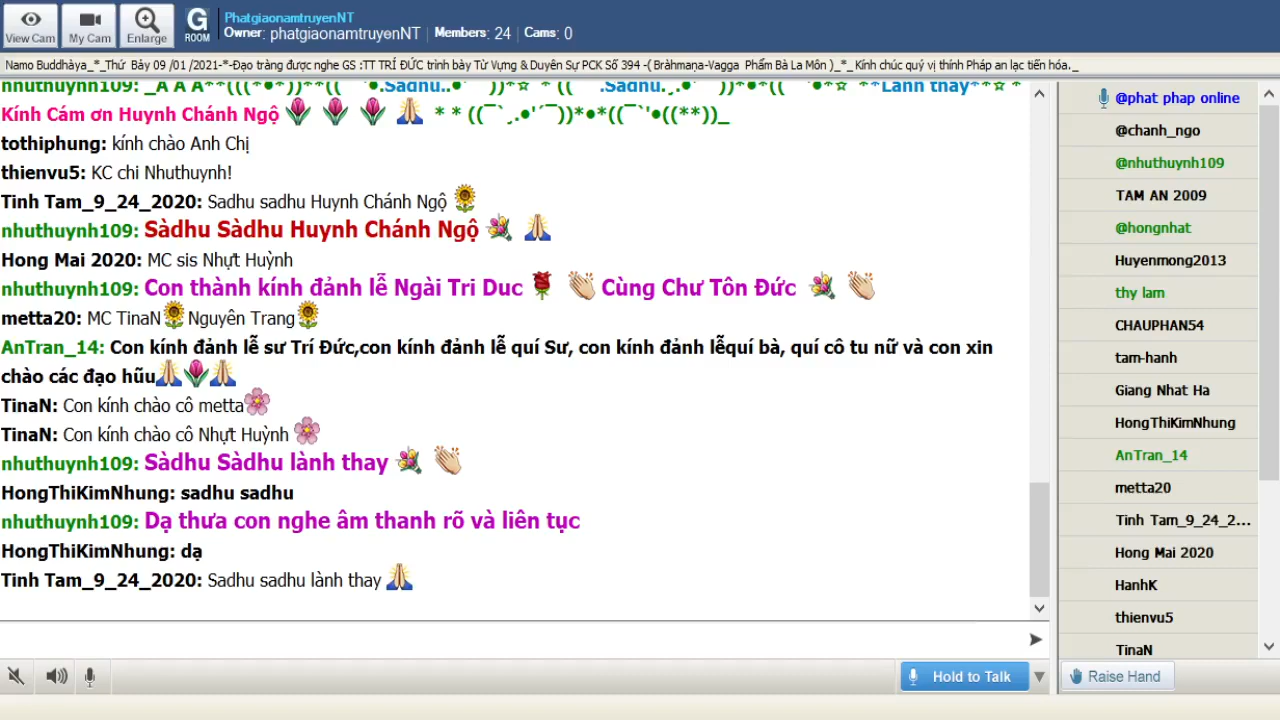 View Cam
My Cam
Enlarge
G ROOM
PhatgiaonamtruyenNT
Owner: phatgiaonamtruyenNT | Members: 24 | Cams: 0
Namo Buddhàya_*_Thứ Bảy 09 /01 /2021-*-Đạo tràng được nghe GS :TT TRÍ ĐỨC trình bày Từ Vựng & Duyên Sự PCK Số 394 -( Bràhmaṇa-Vagga Phẩm Bà La Môn )_*_ Kính chúc quý vị thính Pháp an lạc tiến hóa._
Kính Cám ơn Huynh Chánh Ngộ
tothiphung: kính chào Anh Chị
thienvu5: KC chi Nhuthuynh!
Tinh Tam_9_24_2020: Sadhu sadhu Huynh Chánh Ngộ
nhuthuynh109: Sàdhu Sàdhu Huynh Chánh Ngộ
Hong Mai 2020: MC sis Nhựt Huỳnh
nhuthuynh109: Con thành kính đảnh lễ Ngài Tri Duc Cùng Chư Tôn Đức
metta20: MC TinaN Nguyên Trang
AnTran_14: Con kính đảnh lễ sư Trí Đức,con kính đảnh lễ quí Sư, con kính đảnh lễquí bà, quí cô tu nữ và con xin
chào các đạo hữu
TinaN: Con kính chào cô metta
TinaN: Con kính chào cô Nhựt Huỳnh
nhuthuynh109: Sàdhu Sàdhu lành thay
HongThiKimNhung: sadhu sadhu
nhuthuynh109: Dạ thưa con nghe âm thanh rõ và liên tục
HongThiKimNhung: dạ
Tinh Tam_9_24_2020: Sadhu sadhu lành thay
Hold to Talk
@phat phap online
@chanh_ngo
@nhuthuynh109
TAM AN 2009
@hongnhat
Huyenmong2013
thy lam
CHAUPHAN54
tam-hanh
Giang Nhat Ha
HongThiKimNhung
AnTran_14
metta20
Tinh Tam_9_24_2...
Hong Mai 2020
HanhK
thienvu5
TinaN
Raise Hand